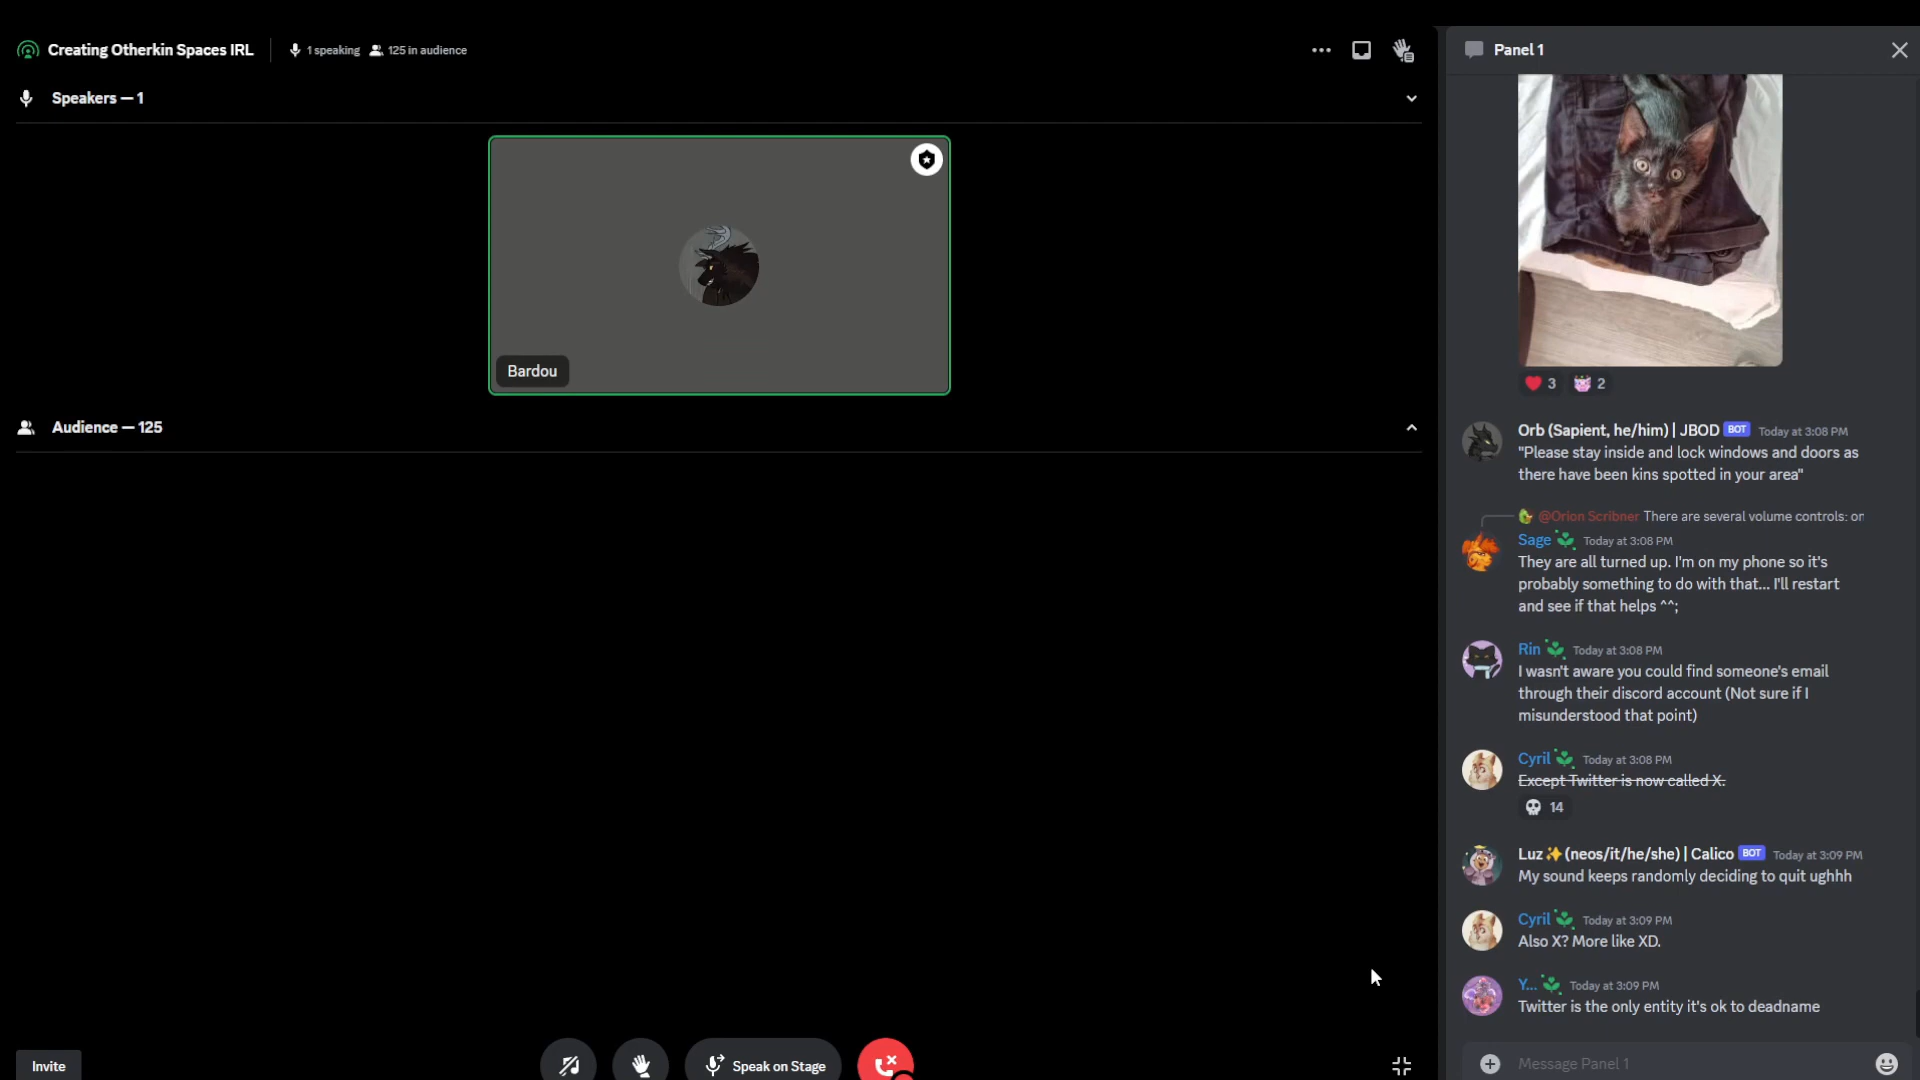 Creating Otherkin Spaces IRL
1 speaking 125 in audience
Speakers — 1
Bardou
Audience — 125
Invite
Speak on Stage
Panel 1
3 2
Orb (Sapient, he/him) | JBOD BOT Today at 3:08 PM
"Please stay inside and lock windows and doors as
there have been kins spotted in your area"
@Orion Scribner There are several volume controls: on
Sage Today at 3:08 PM
They are all turned up. I'm on my phone so it's
probably something to do with that... I'll restart
and see if that helps ^^;
Rin Today at 3:08 PM
I wasn't aware you could find someone's email
through their discord account (Not sure if I
misunderstood that point)
Cyril Today at 3:08 PM
Except Twitter is now called X.
14
Luz✨(neos/it/he/she) | Calico BOT Today at 3:09 PM
My sound keeps randomly deciding to quit ughhh
Cyril Today at 3:09 PM
Also X? More like XD.
Y... Today at 3:09 PM
Twitter is the only entity it's ok to deadname
Message Panel 1